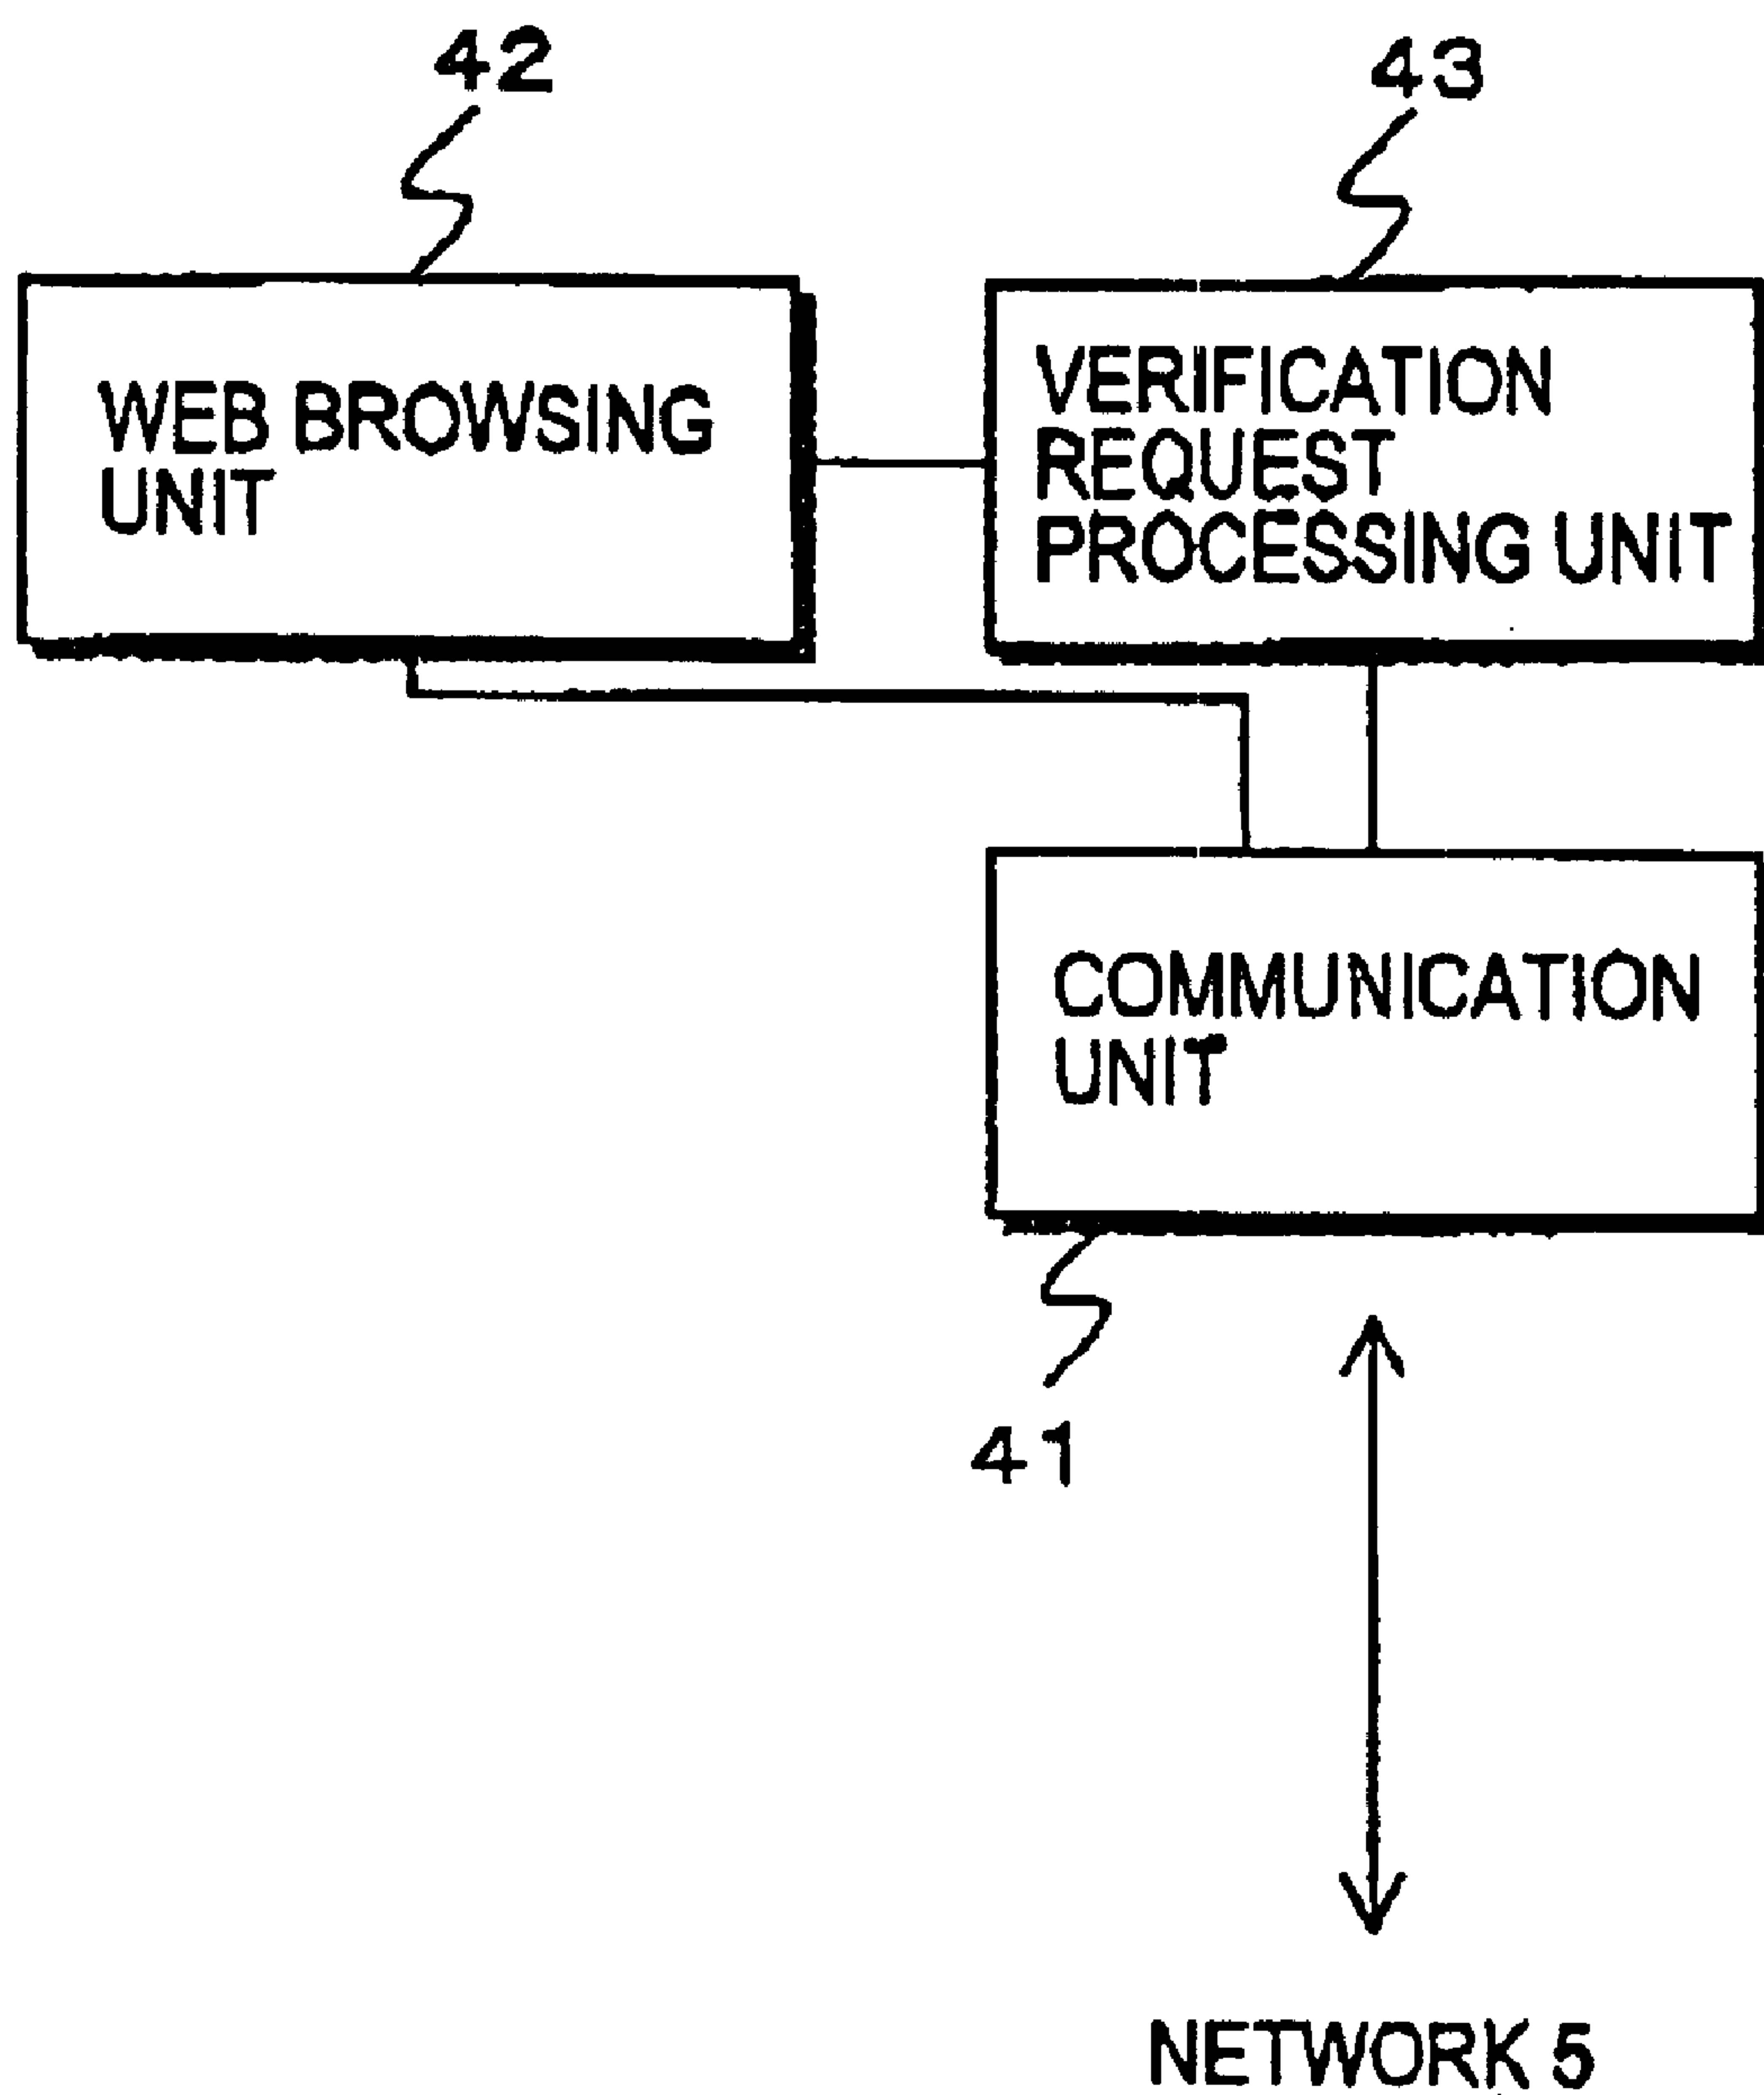 42
43
WEB BROWSING
UNIT
VERIFICATION
REQUEST
PROCESSING UNIT
COMMUNICATION
UNIT
41
NETWORK 5